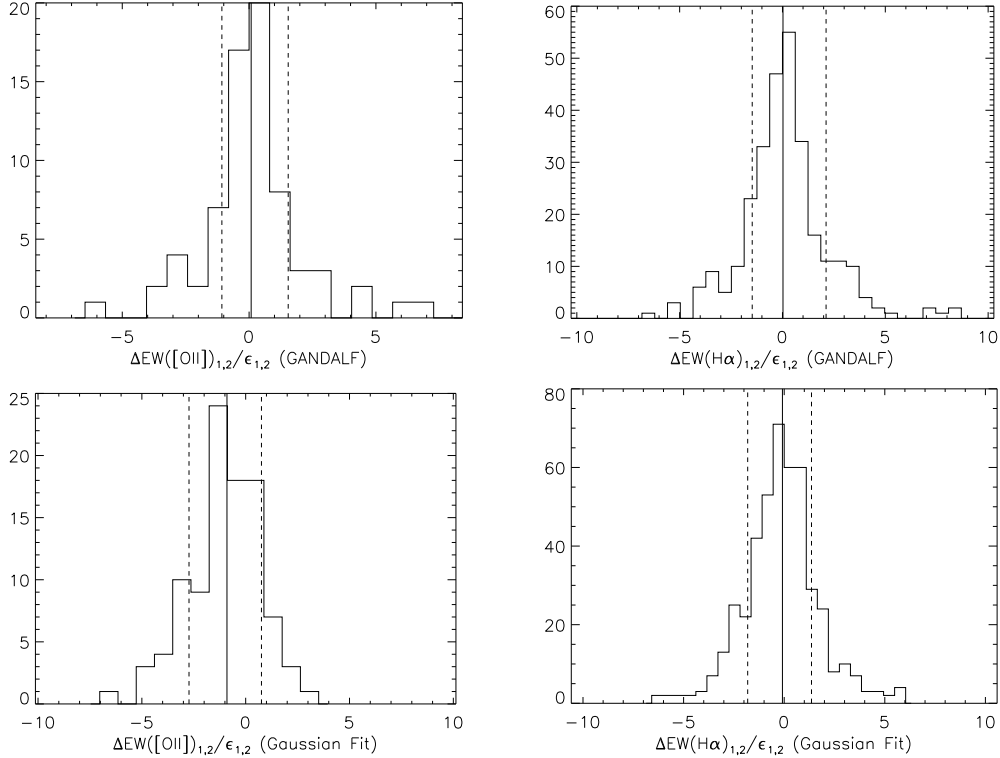 20
15
10
5
0
−5 0 5
ΔEW([OII])1,2/ϵ1,2 (GANDALF)
60
50
40
30
20
10
0
−10 −5 0 5 10
ΔEW(Hα)1,2/ϵ1,2 (GANDALF)
25
20
15
10
5
0
−10 −5 0 5 10
ΔEW([OII])1,2/ϵ1,2 (Gaussian Fit)
80
60
40
20
0
−10 −5 0 5 10
ΔEW(Hα)1,2/ϵ1,2 (Gaussian Fit)